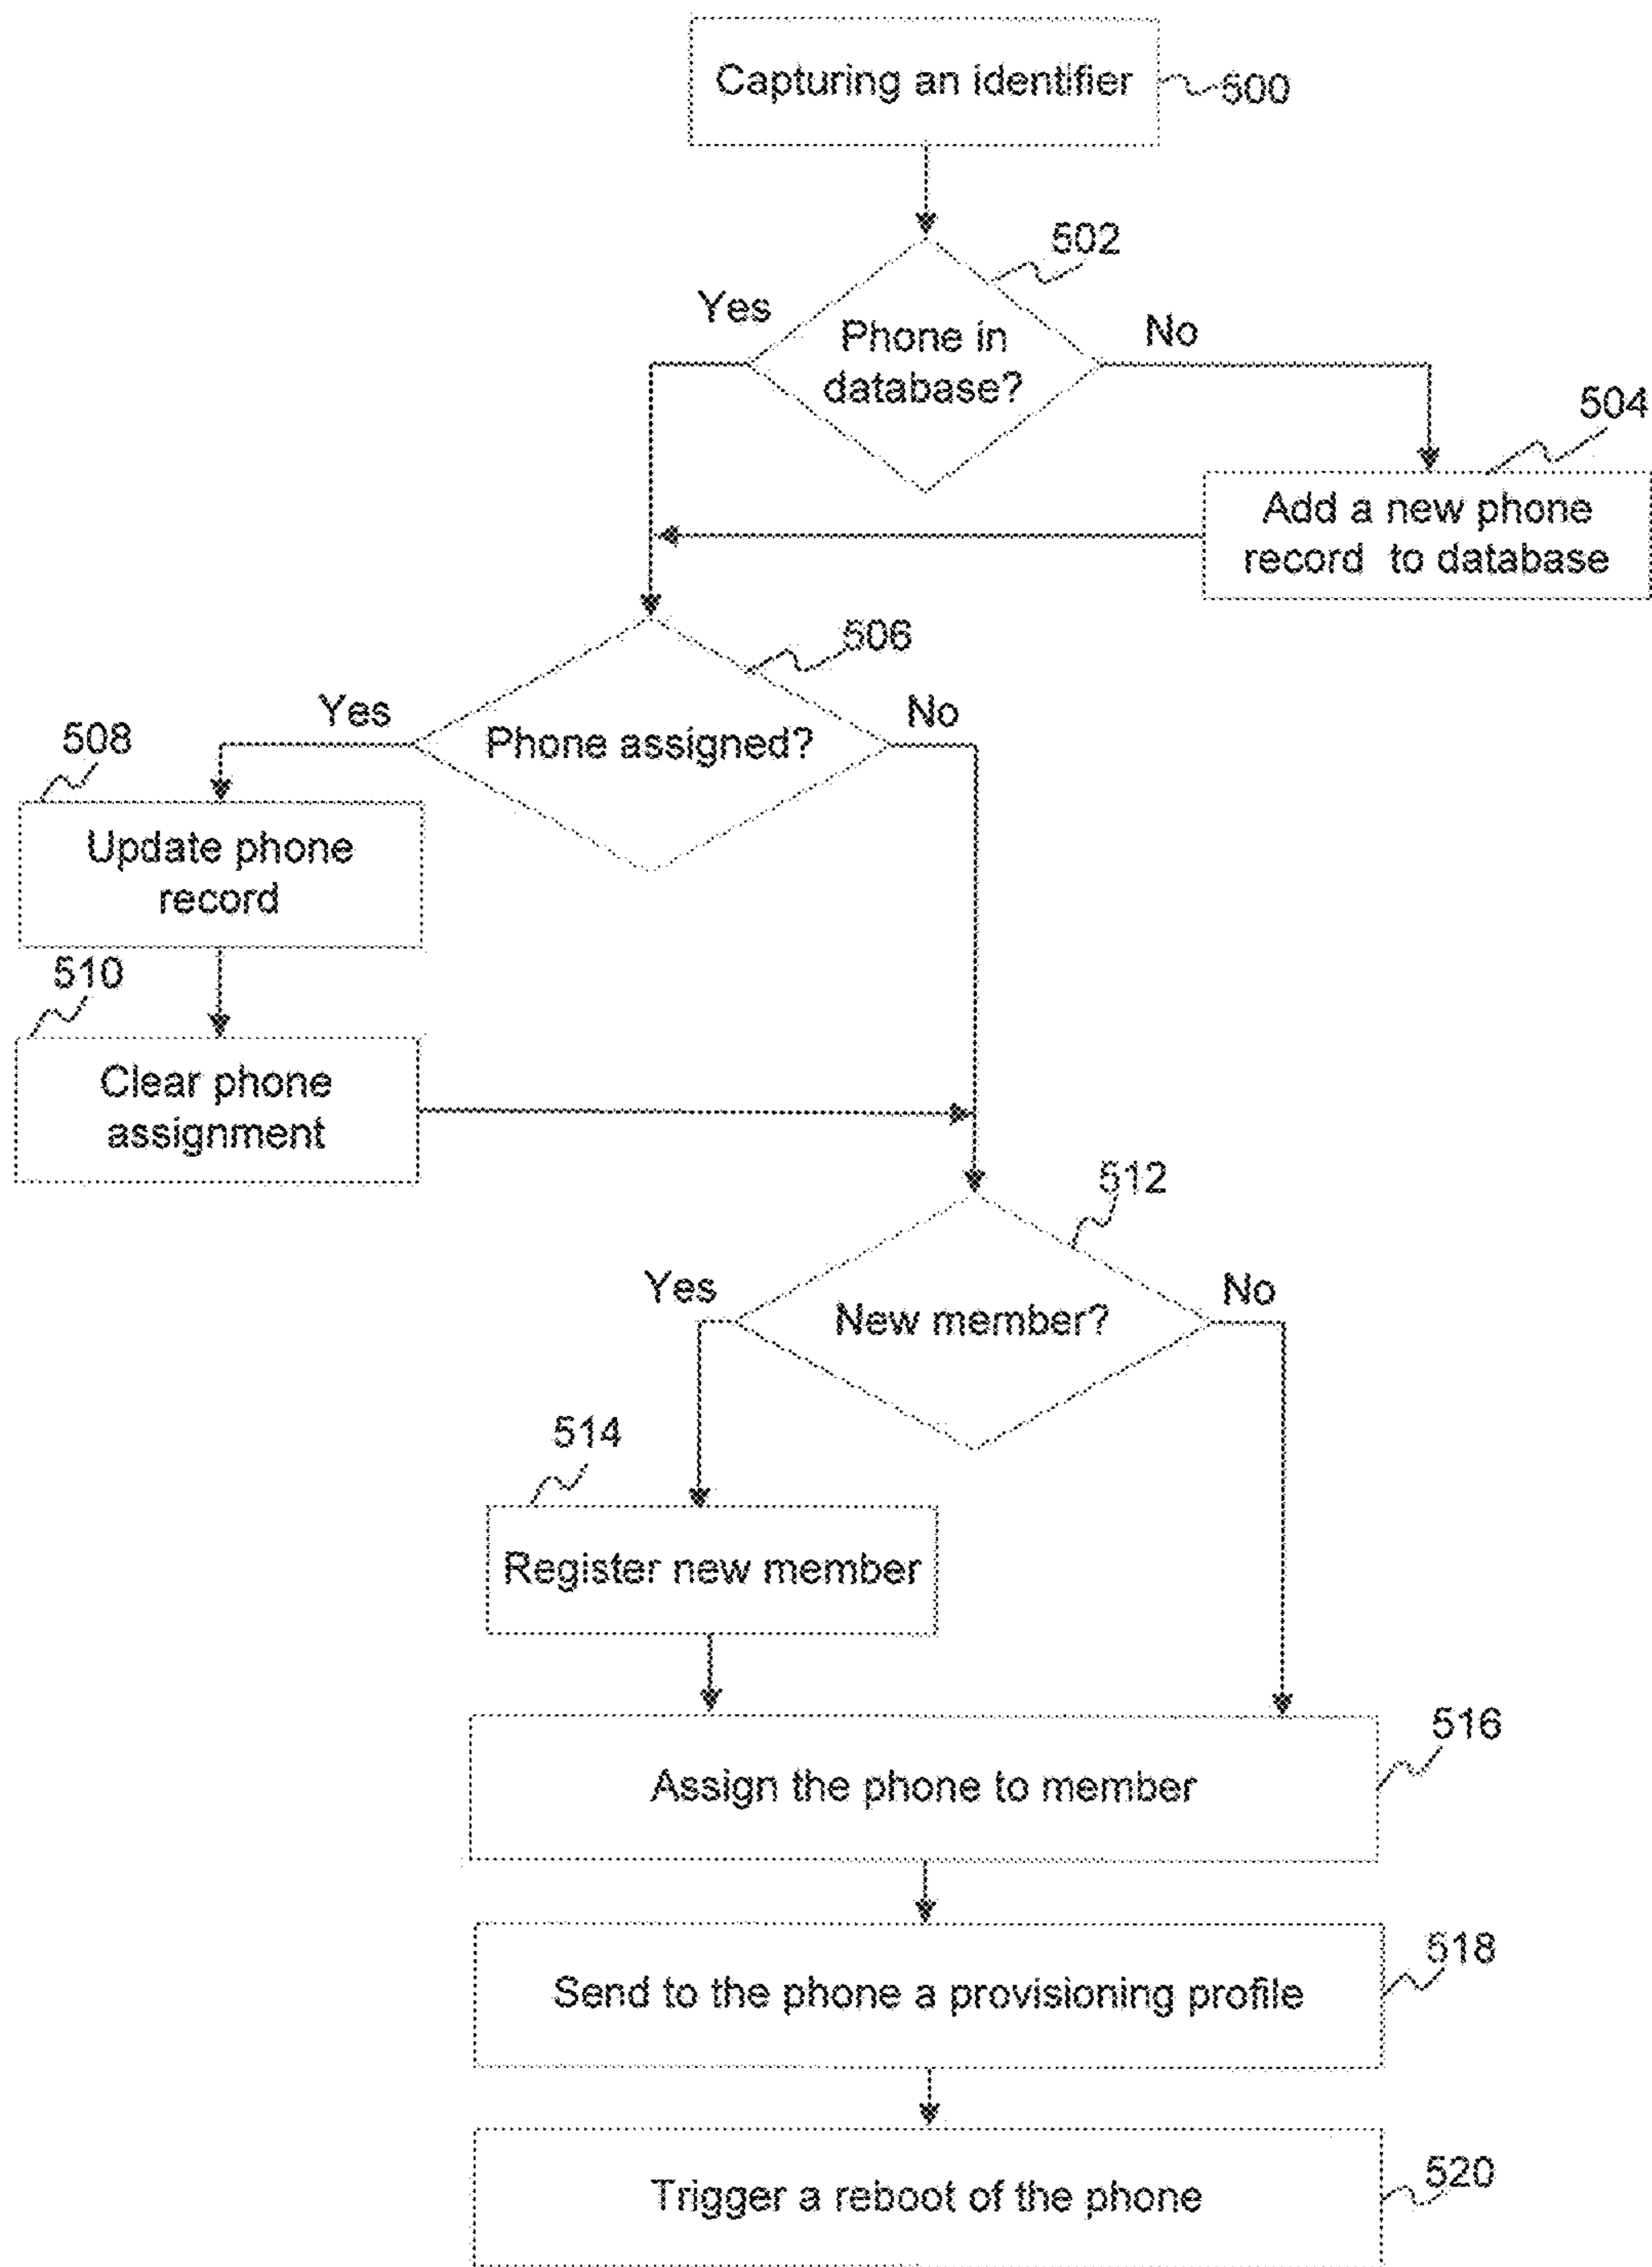 Capturing an identifier
500
502
Yes
No
Phone in
database?
504
Add a new phone
record to database
506
Yes
No
Phone assigned?
508
Update phone
record
510
Clear phone
assignment
512
Yes
No
New member?
514
Register new member
516
Assign the phone to member
518
Send to the phone a provisioning profile
520
Trigger a reboot of the phone